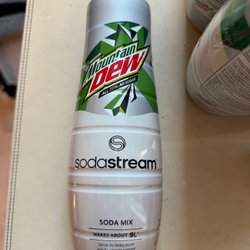 Mountain
Dew
sodastream
SODA MIX
MAKES ABOUT 9L*